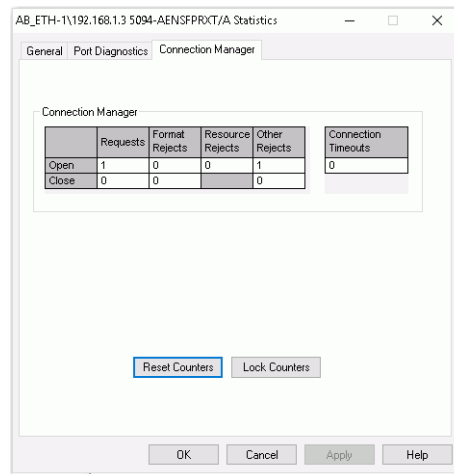 AB_ETH-1\192.168.1.3 5094-AENSFPRXT/A Statistics
General Port Diagnostics Connection Manager
Connection Manager
Requests Format Rejects Resource Rejects Other Rejects Connection Timeouts
Open 1 0 0 1 0
Close 0 0 0
Reset Counters Lock Counters
OK Cancel Apply Help